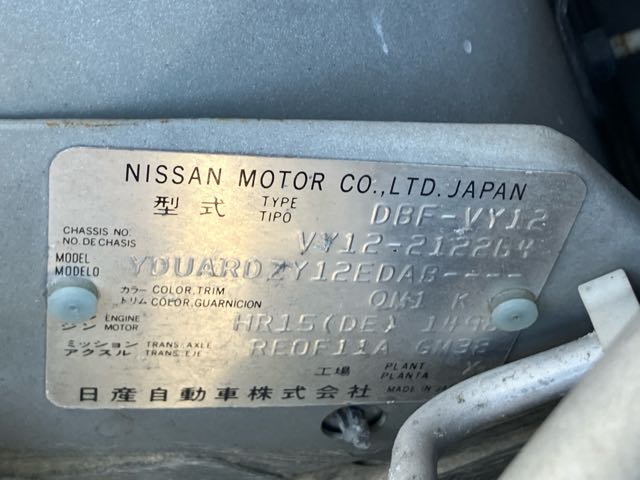 NISSAN MOTOR CO.,LTD. JAPAN
型式 TYPE TIPO DBF-VY12
CHASSIS NO. NO. DE CHASIS VY12-212264
MODEL MODELO
カラー トリム COLOR, TRIM COLOR, GUARNICION QM1 K
ENGINE MOTOR HR15(DE) 149
ミッション アクスル TRANS. AXLE TRANS. EJE RE0F11A GM38
工場 PLANT PLANTA
日産自動車株式会社 MADE IN